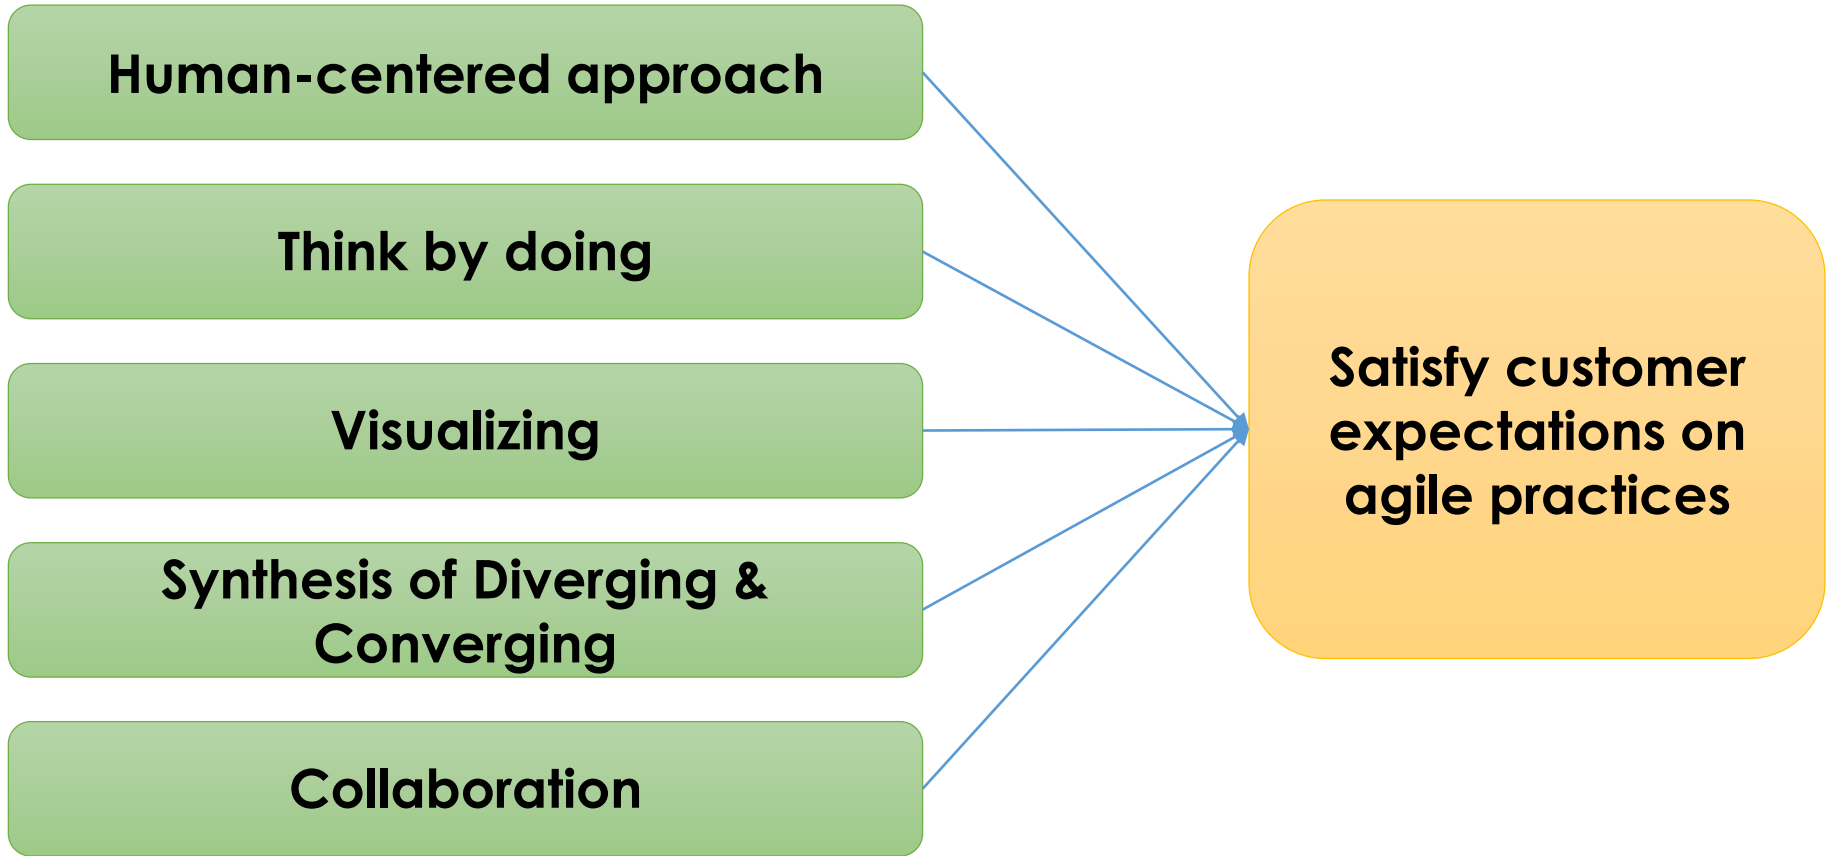 Human-centered approach
Think by doing
Visualizing
Synthesis of Diverging &
Converging
Collaboration
Satisfy customer
expectations on
agile practices